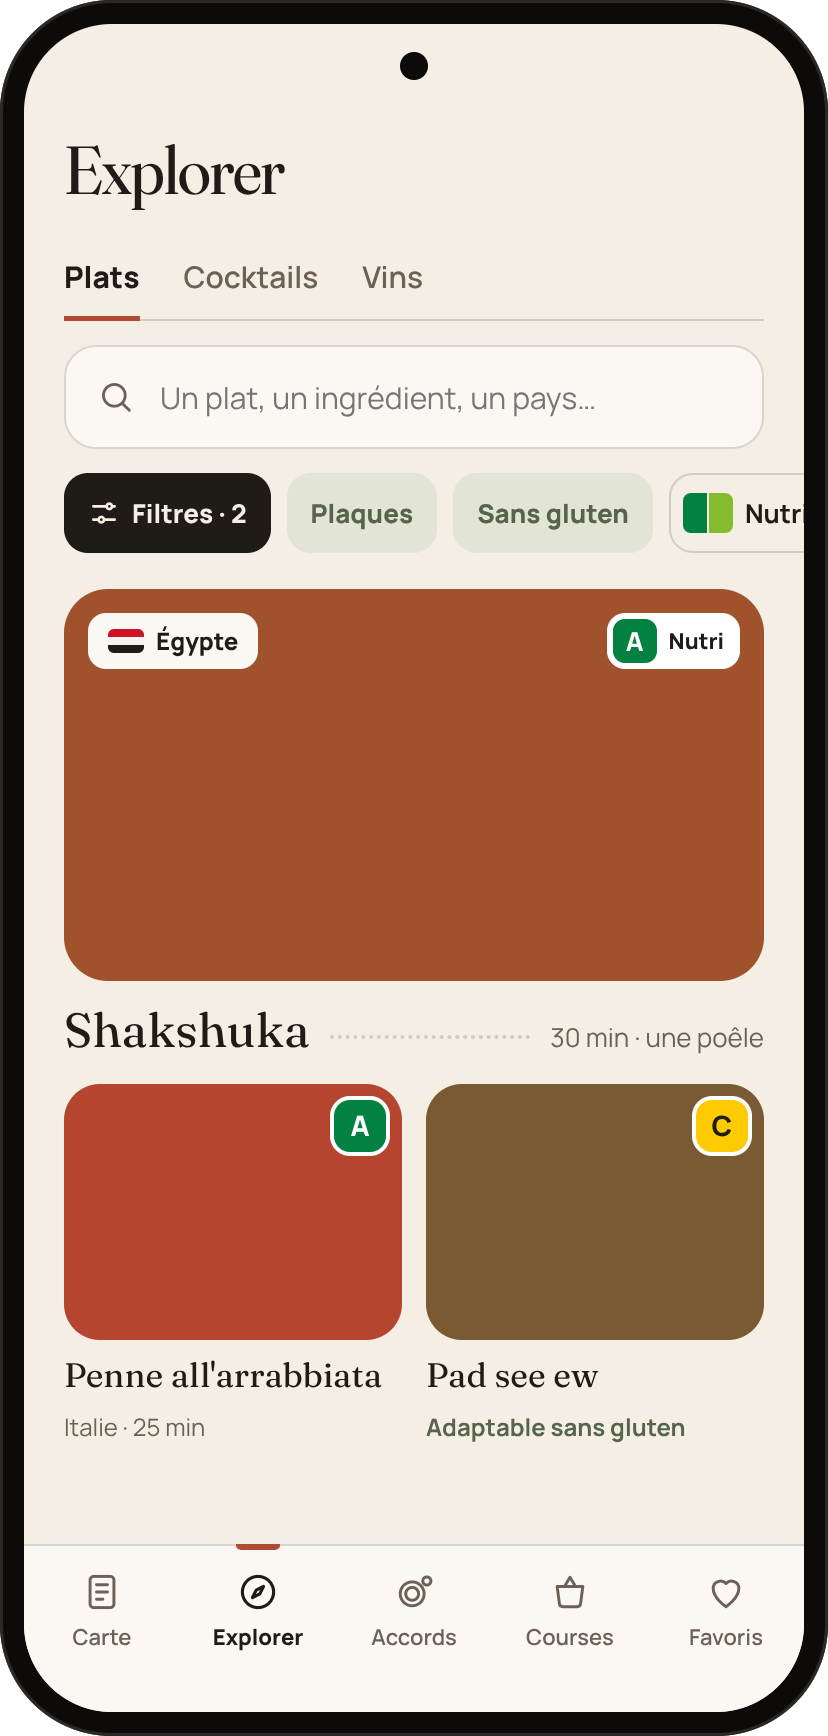 Explorer
Plats Cocktails Vins
Un plat, un ingrédient, un pays…
Filtres · 2 Plaques Sans gluten Nutri
Égypte A Nutri
Shakshuka 30 min · une poêle
A C
Penne all'arrabbiata Pad see ew
Italie · 25 min Adaptable sans gluten
Carte Explorer Accords Courses Favoris